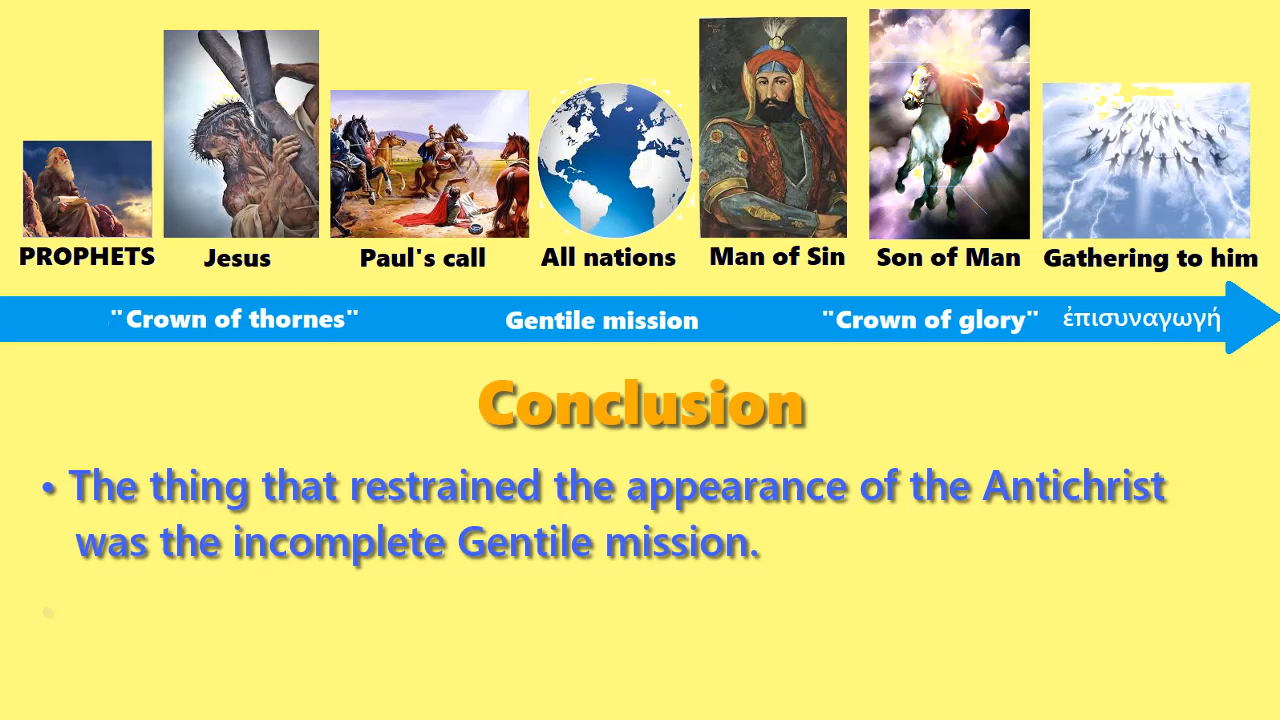 PROPHETS
Jesus
Paul's call
All nations
Man of Sin
Son of Man
Gathering to him
"Crown of thornes"
Gentile mission
"Crown of glory"
ἐπισυναγωγή
Conclusion
• The thing that restrained the appearance of the Antichrist
was the incomplete Gentile mission.
•